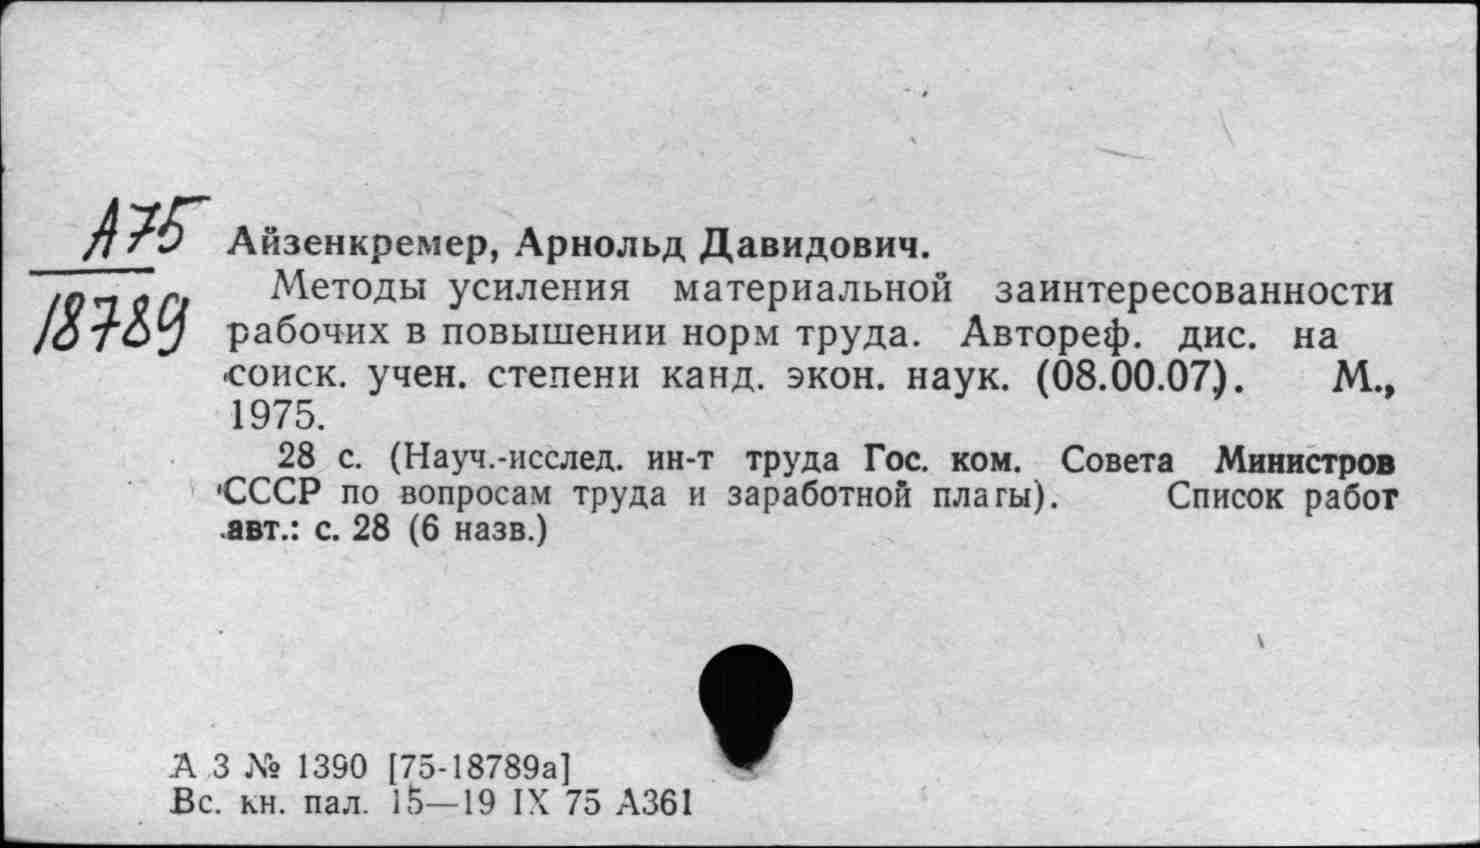 А75
18789
Айзенкремер, Арнольд Давидович.
Методы усиления материальной заинтересованности
рабочих в повышении норм труда. Автореф. дис. на
соиск. учен. степени канд. экон. наук. (08.00.07). М.,
1975.
28 с. (Науч.-исслед. ин-т труда Гос. ком. Совета Министров
СССР по вопросам труда и заработной платы). Список работ
авт.: с. 28 (6 назв.)
А З № 1390 [75-18789а]
Вс. кн. пал. 15—19 IX 75 А361